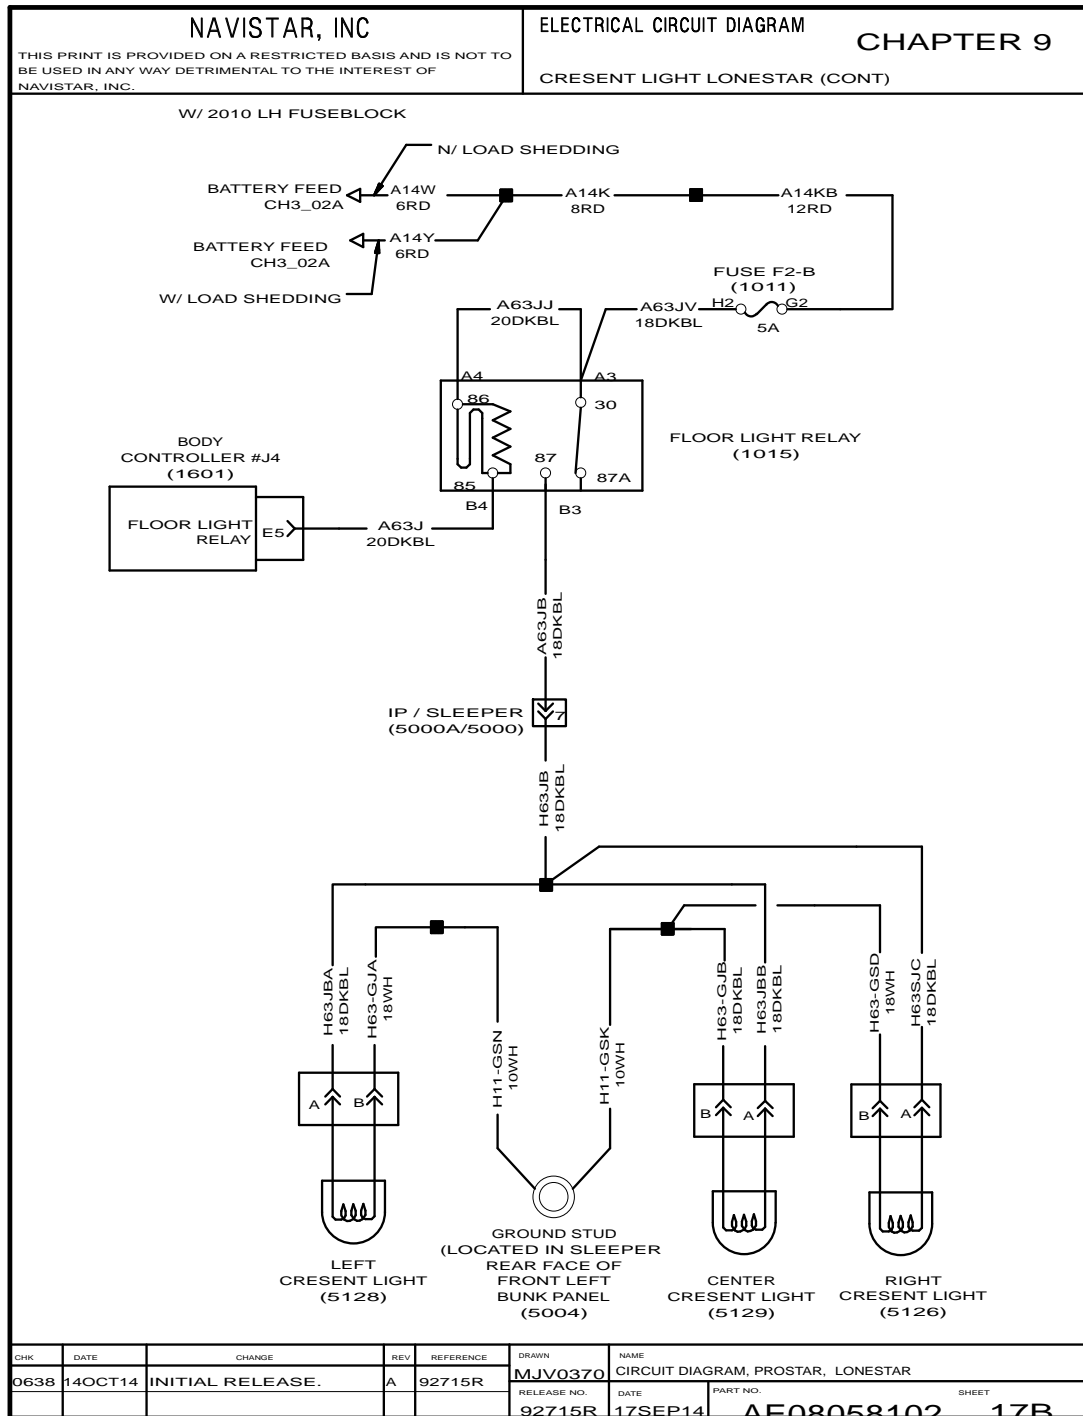 NAVISTAR, INC
THIS PRINT IS PROVIDED ON A RESTRICTED BASIS AND IS NOT TO
BE USED IN ANY WAY DETRIMENTAL TO THE INTEREST OF
NAVISTAR, INC.
ELECTRICAL CIRCUIT DIAGRAM
CHAPTER 9
CRESENT LIGHT LONESTAR (CONT)
W/ 2010 LH FUSEBLOCK
N/ LOAD SHEDDING
BATTERY FEED
CH3_02A
A14W
6RD
A14K
8RD
A14KB
12RD
BATTERY FEED
CH3_02A
A14Y
6RD
W/ LOAD SHEDDING
FUSE F2-B
(1011)
H2
G2
5A
A63JJ
20DKBL
A63JV
18DKBL
A4
A3
86
30
87
87A
85
B4
B3
FLOOR LIGHT RELAY
(1015)
BODY
CONTROLLER #J4
(1601)
FLOOR LIGHT
RELAY
E5
A63J
20DKBL
A63JB
18DKBL
IP / SLEEPER
(5000A/5000)
7
H63JB
18DKBL
H63JBA
18DKBL
H63-GJA
18WH
H11-GSN
10WH
H11-GSK
10WH
H63-GJB
18DKBL
H63JBB
18DKBL
H63-GSD
18WH
H63SJC
18DKBL
A
B
B
A
B
A
LEFT
CRESENT LIGHT
(5128)
GROUND STUD
(LOCATED IN SLEEPER
REAR FACE OF
FRONT LEFT
BUNK PANEL
(5004)
CENTER
CRESENT LIGHT
(5129)
RIGHT
CRESENT LIGHT
(5126)
CHK
DATE
CHANGE
REV
REFERENCE
0638
14OCT14
INITIAL RELEASE.
A
92715R
DRAWN
MJV0370
NAME
CIRCUIT DIAGRAM, PROSTAR, LONESTAR
RELEASE NO.
92715R
DATE
17SEP14
PART NO.
AE08058102
SHEET
17B